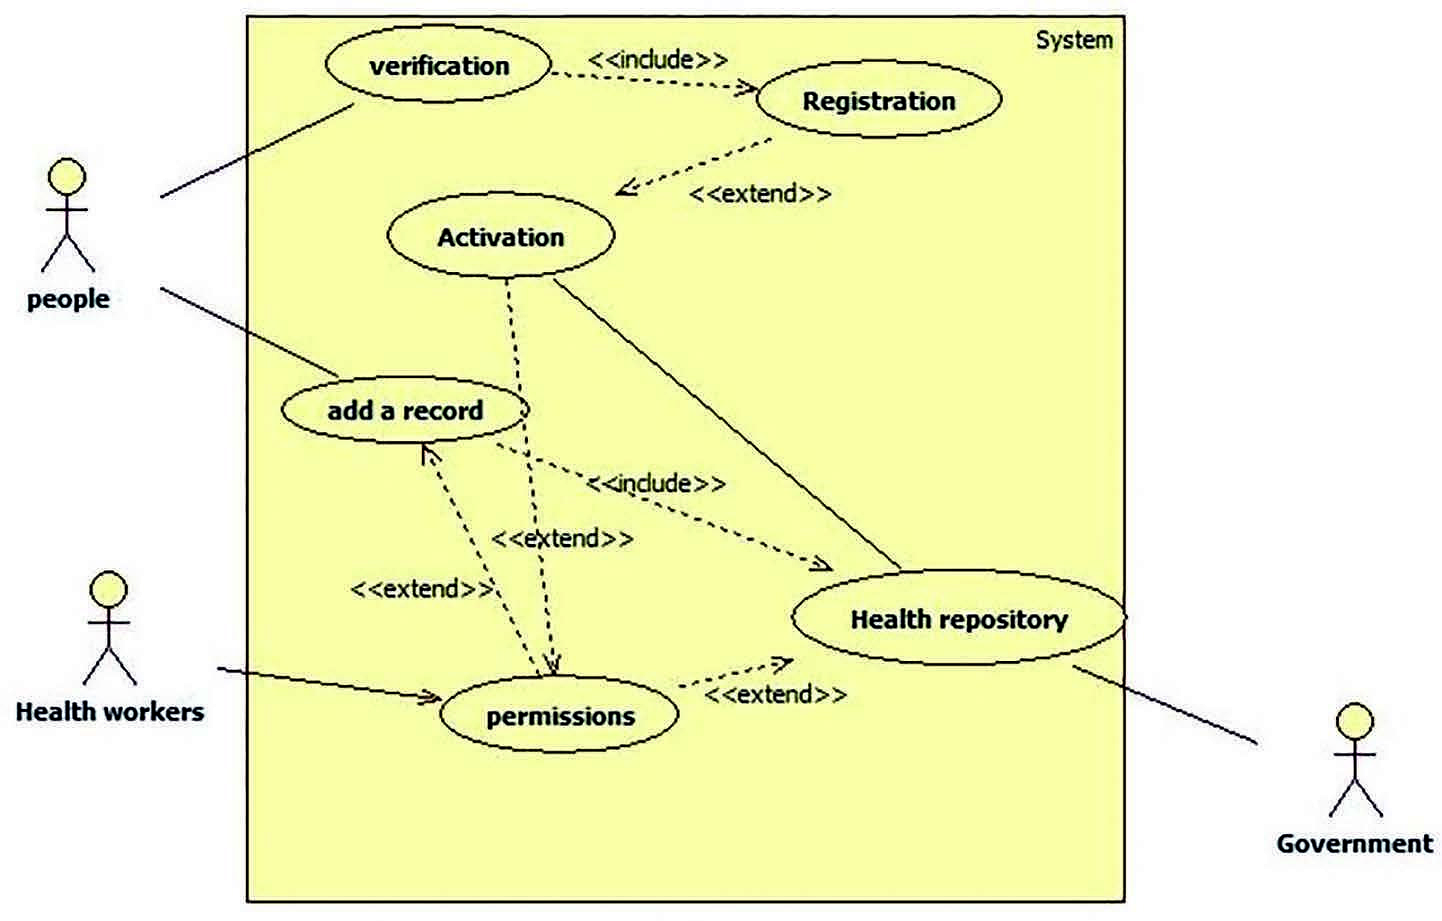 System
verification
<<include>>
Registration
<<extend>>
Activation
people
add a record
<<include>>
<<extend>>
<<extend>>
Health repository
<<extend>>
Health workers
permissions
Government